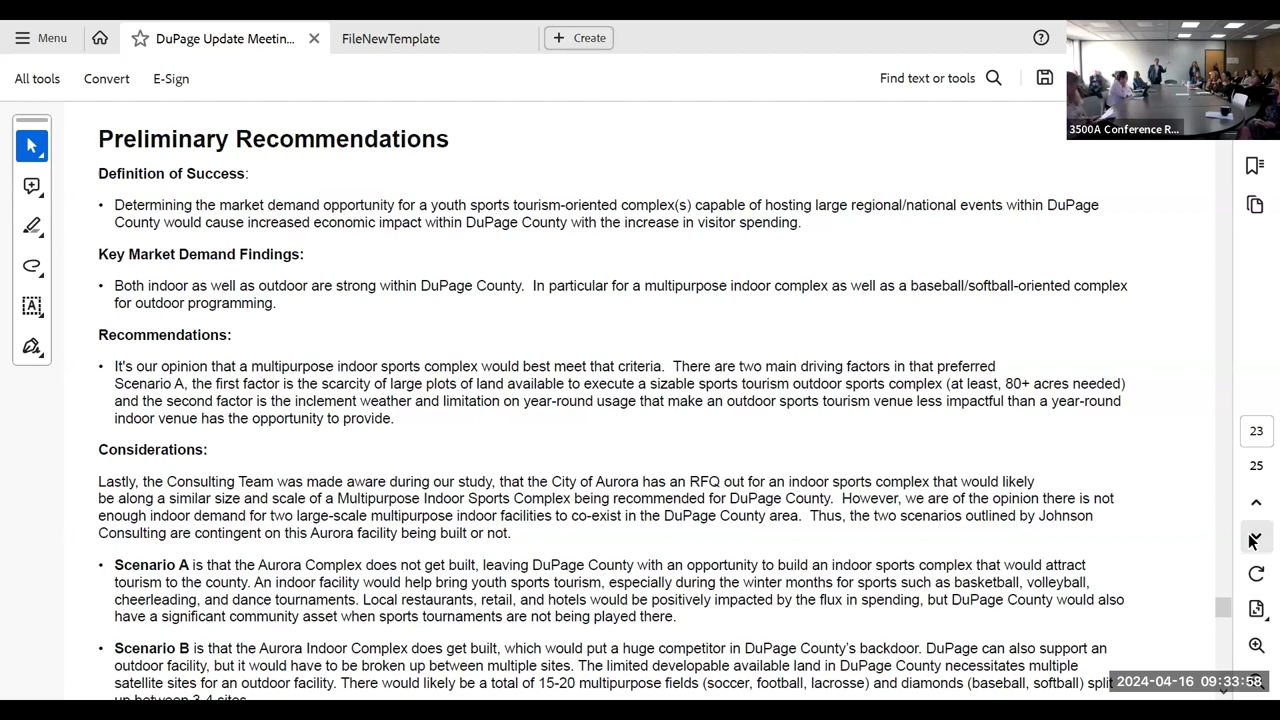 Menu
DuPage Update Meetin...
FileNewTemplate
Create
All tools
Convert
E-Sign
Find text or tools
3500A Conference R...
Preliminary Recommendations
Definition of Success:
• Determining the market demand opportunity for a youth sports tourism-oriented complex(s) capable of hosting large regional/national events within DuPage
County would cause increased economic impact within DuPage County with the increase in visitor spending.
Key Market Demand Findings:
• Both indoor as well as outdoor are strong within DuPage County. In particular for a multipurpose indoor complex as well as a baseball/softball-oriented complex
for outdoor programming.
Recommendations:
• It's our opinion that a multipurpose indoor sports complex would best meet that criteria. There are two main driving factors in that preferred
Scenario A, the first factor is the scarcity of large plots of land available to execute a sizable sports tourism outdoor sports complex (at least, 80+ acres needed)
and the second factor is the inclement weather and limitation on year-round usage that make an outdoor sports tourism venue less impactful than a year-round
indoor venue has the opportunity to provide.
Considerations:
Lastly, the Consulting Team was made aware during our study, that the City of Aurora has an RFQ out for an indoor sports complex that would likely
be along a similar size and scale of a Multipurpose Indoor Sports Complex being recommended for DuPage County. However, we are of the opinion there is not
enough indoor demand for two large-scale multipurpose indoor facilities to co-exist in the DuPage County area. Thus, the two scenarios outlined by Johnson
Consulting are contingent on this Aurora facility being built or not.
• Scenario A is that the Aurora Complex does not get built, leaving DuPage County with an opportunity to build an indoor sports complex that would attract
tourism to the county. An indoor facility would help bring youth sports tourism, especially during the winter months for sports such as basketball, volleyball,
cheerleading, and dance tournaments. Local restaurants, retail, and hotels would be positively impacted by the flux in spending, but DuPage County would also
have a significant community asset when sports tournaments are not being played there.
• Scenario B is that the Aurora Indoor Complex does get built, which would put a huge competitor in DuPage County's backdoor. DuPage can also support an
outdoor facility, but it would have to be broken up between multiple sites. The limited developable available land in DuPage County necessitates multiple
satellite sites for an outdoor facility. There would likely be a total of 15-20 multipurpose fields (soccer, football, lacrosse) and diamonds (baseball, softball) split
up between 3-4 sites.
23
25
2024-04-16 09:33:58